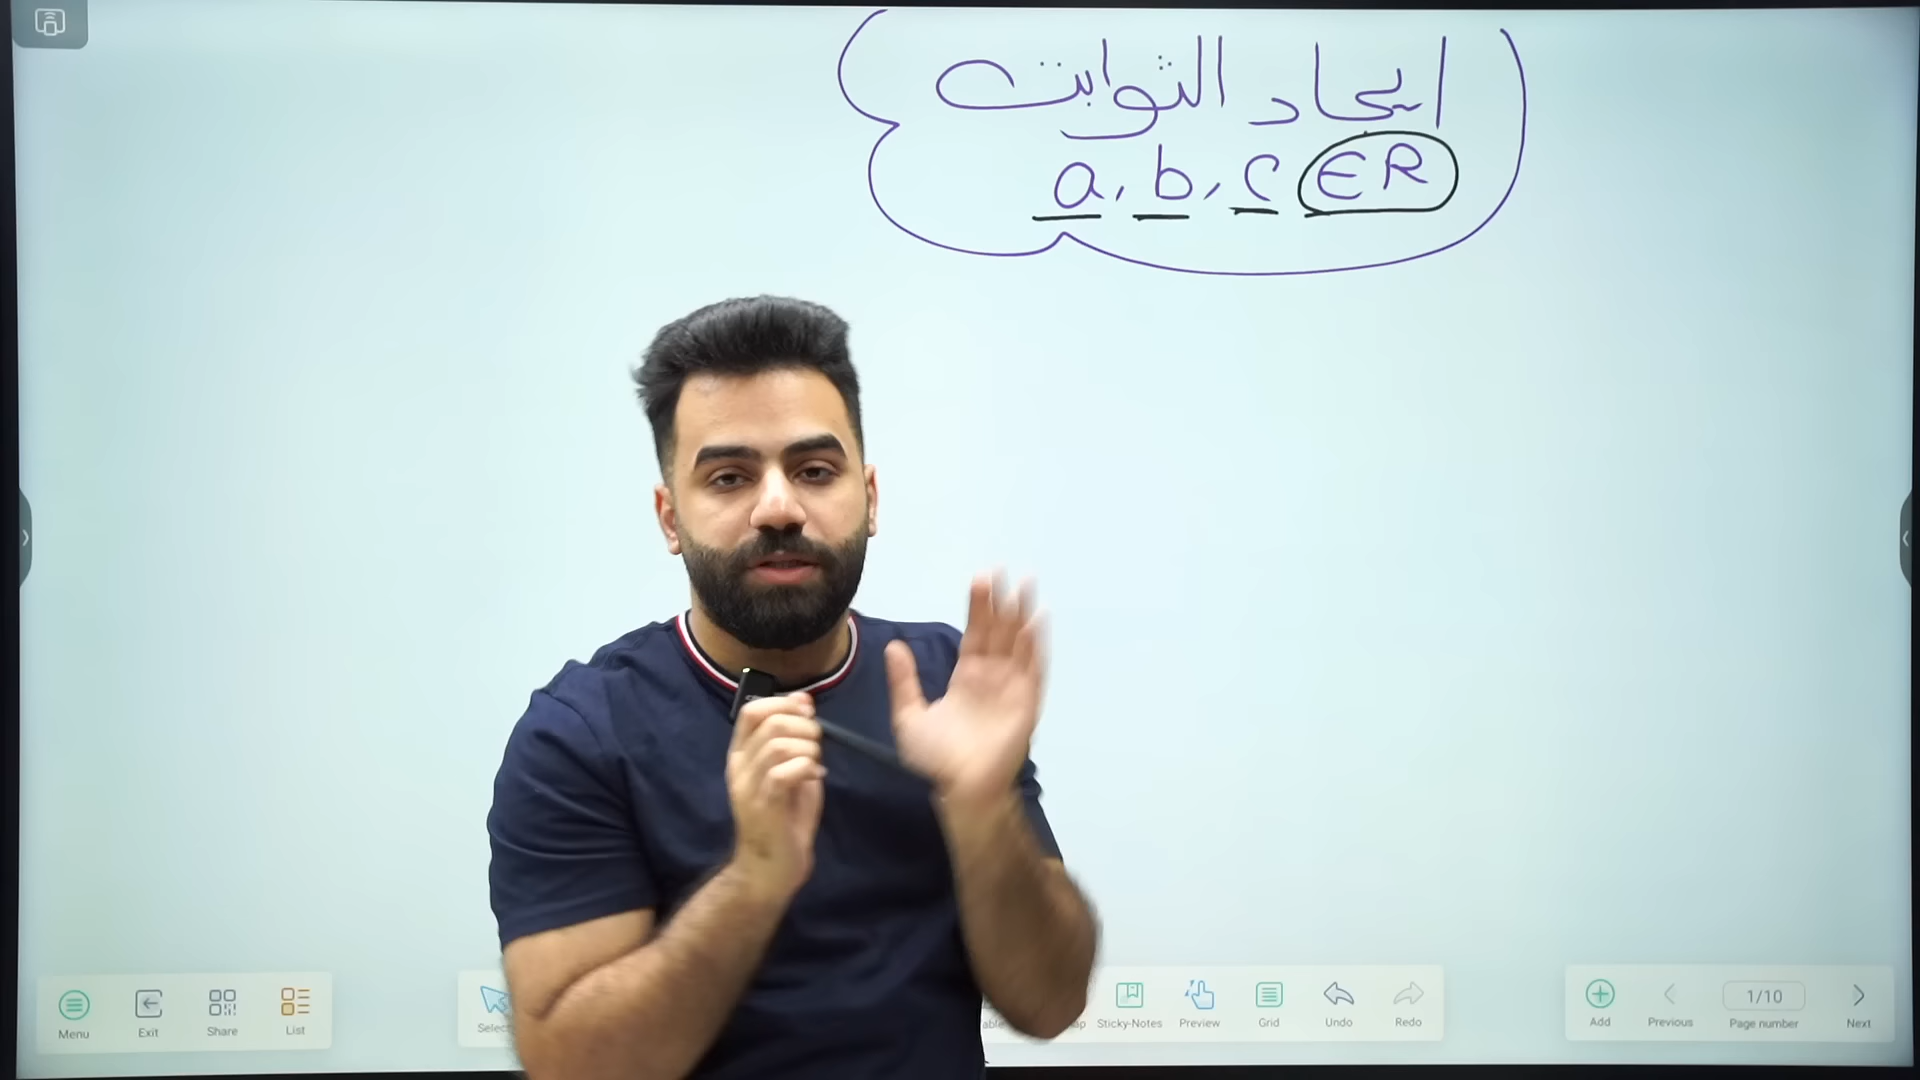 ايجاد الثوابت
a, b, c ∈ R
Menu
Exit
Share
List
Select
Sticky-Notes
Preview
Grid
Undo
Redo
Add
Previous
1/10
Page number
Next